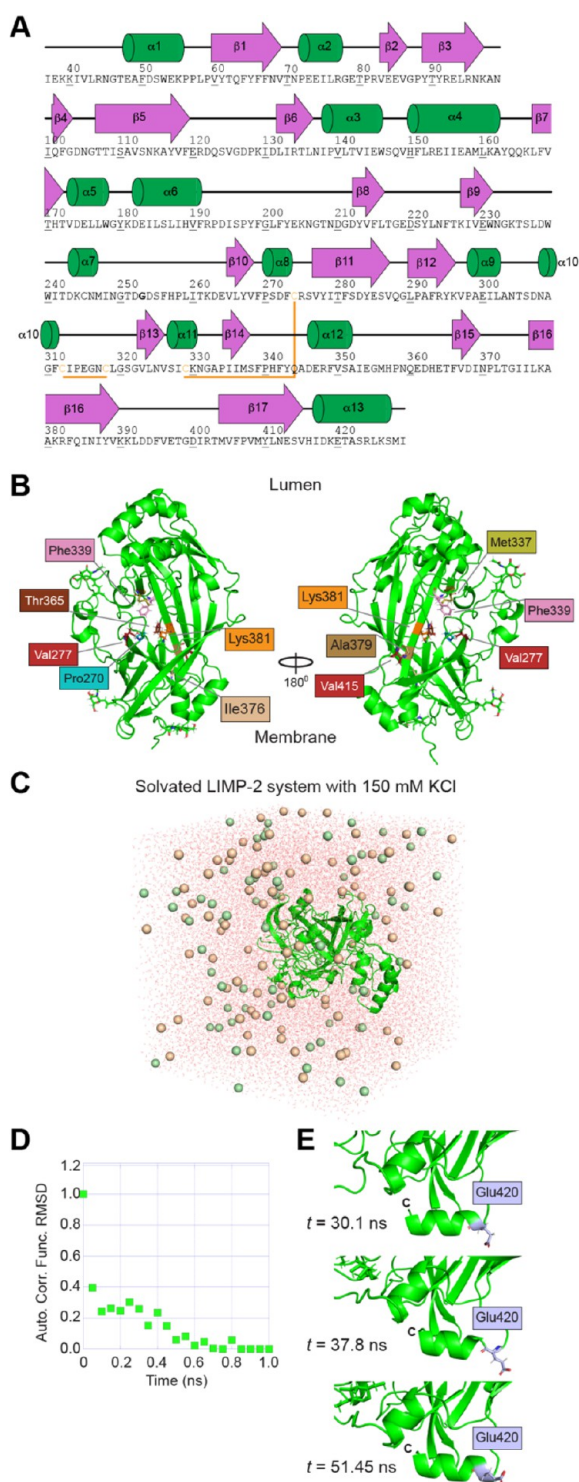 A
α1 β1 α2 β2 β3
40 50 60 70 80 90
IEKKIVLRNGTEAFDSWEKPPLPVYTQFYFFNVTNPEEILRGETPRVEEVGPYTYRELRNKAN
β4 β5 β6 α3 α4 β7
100 110 120 130 140 150 160
IQFGDNGTTISAVSNKAYVFERDQSVGDPKIDLIRTLNIPVLTVIEWSQVHFLREIIEAMLKAYQQKLFV
α5 α6 β8 β9
170 180 190 200 210 220 230
THTVDELLWGYKDEILSLIHVFRPDISPYFGLFYEKNGTNDGDYVFLTGEDSYLNFTKIVEWNGKTSLDW
α7 β10 α8 β11 β12 α9 α10
240 250 260 270 280 290 300
WITDKCNMINGTDGDSFHPLITKDEVLYVFPSDFCRSVYITFSDYESVQGLPAFRYKVPAEILANTSDNA
α10 β13 α11 β14 α12 β15 β16
310 320 330 340 350 360 370
GFCIPEGNCLGSGVLNVSICKNGAPIIMSFPHFYQADERFVSAIEGMHPNQEDHETFVDINPLTGIILKA
β16 β17 α13
380 390 400 410 420
AKRFQINIYVKKLDDFVETGDIRTMVFPVMYLNESVHIDKETASRLKSMI
B
Lumen
Phe339
Met337
Thr365
Lys381
Phe339
Val277
Lys381
Ala379
Pro270
Val415
Val277
Ile376
180⁰
Membrane
C
Solvated LIMP-2 system with 150 mM KCl
D
Auto. Corr. Func. RMSD
1.2
1.0
0.8
0.6
0.4
0.2
0.0
0 0.2 0.6 1.0
Time (ns)
E
Glu420
C
t = 30.1 ns
Glu420
C
t = 37.8 ns
Glu420
C
t = 51.45 ns